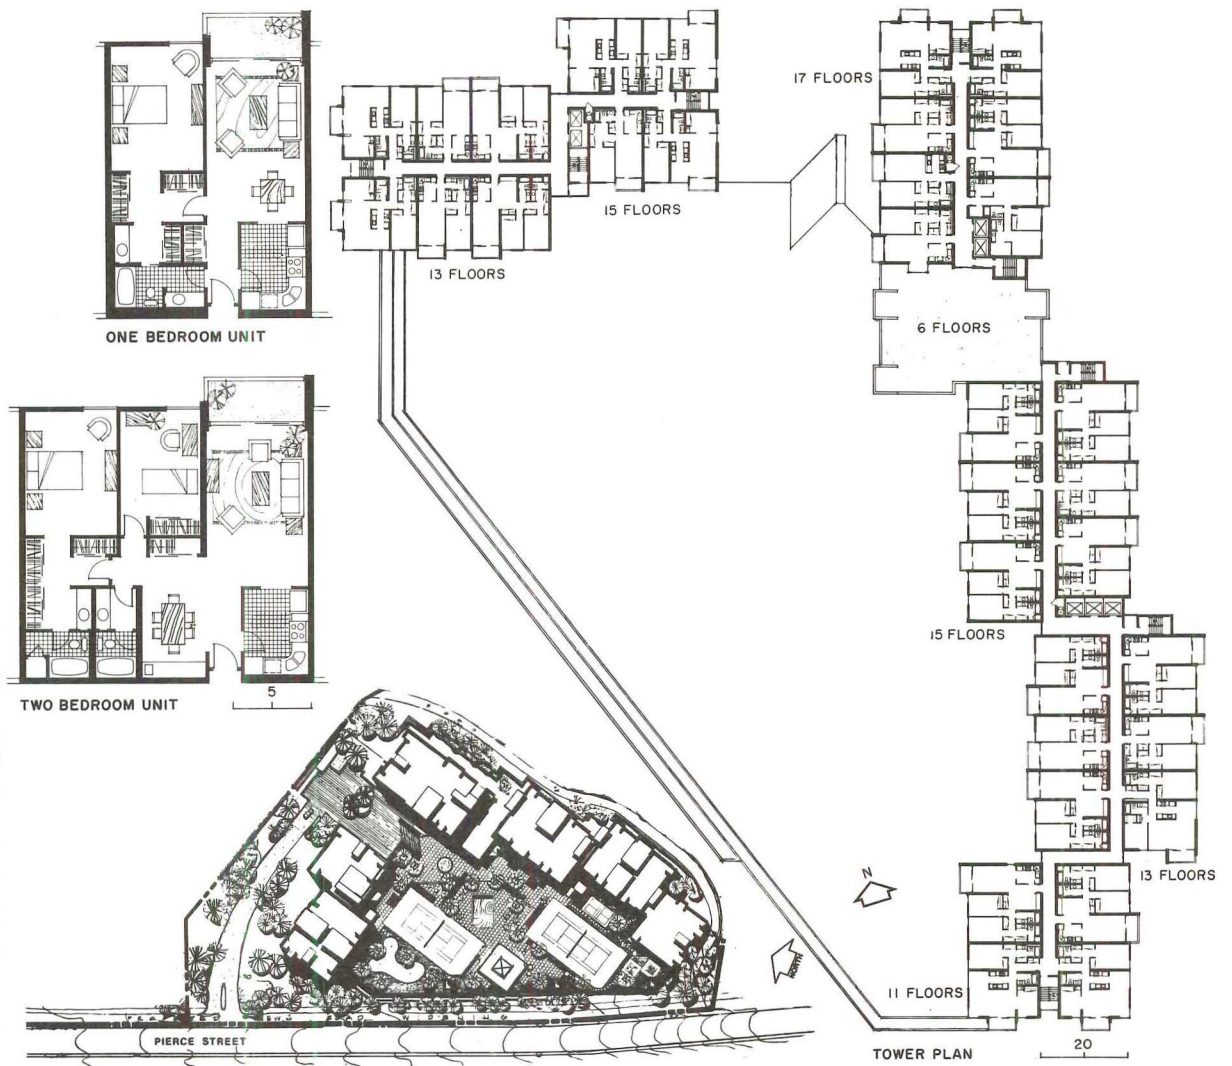 ONE BEDROOM UNIT
TWO BEDROOM UNIT
5
13 FLOORS
15 FLOORS
17 FLOORS
6 FLOORS
15 FLOORS
13 FLOORS
11 FLOORS
N
NORTH
PIERCE STREET
TOWER PLAN
20